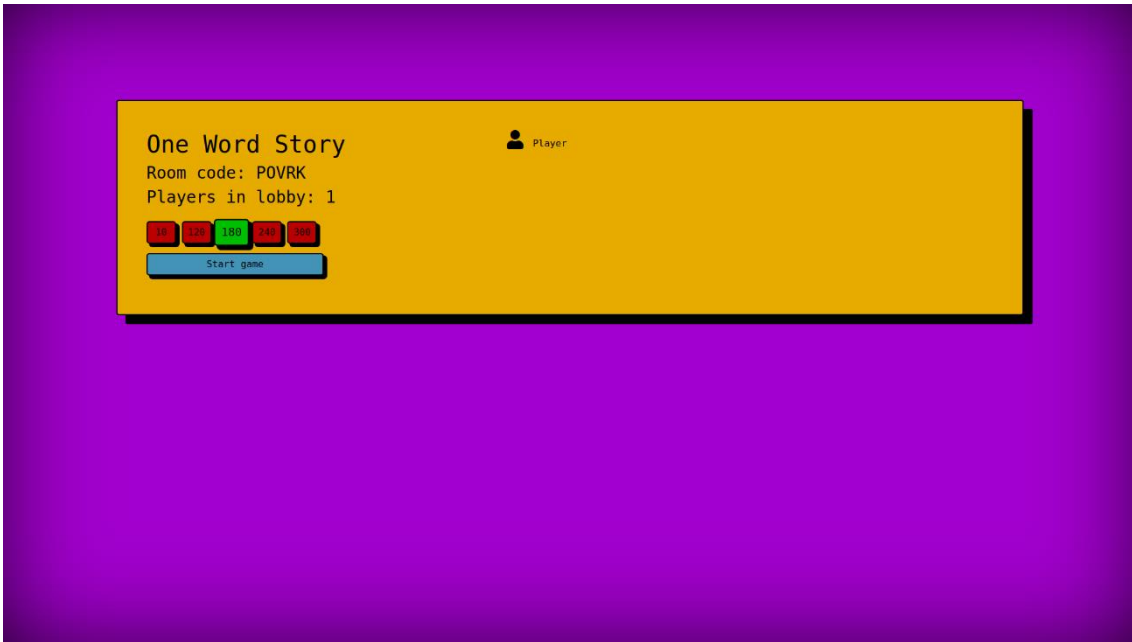 One Word Story
Room code: POVRK
Players in lobby: 1
10 120 180 240 300
Start game
Player